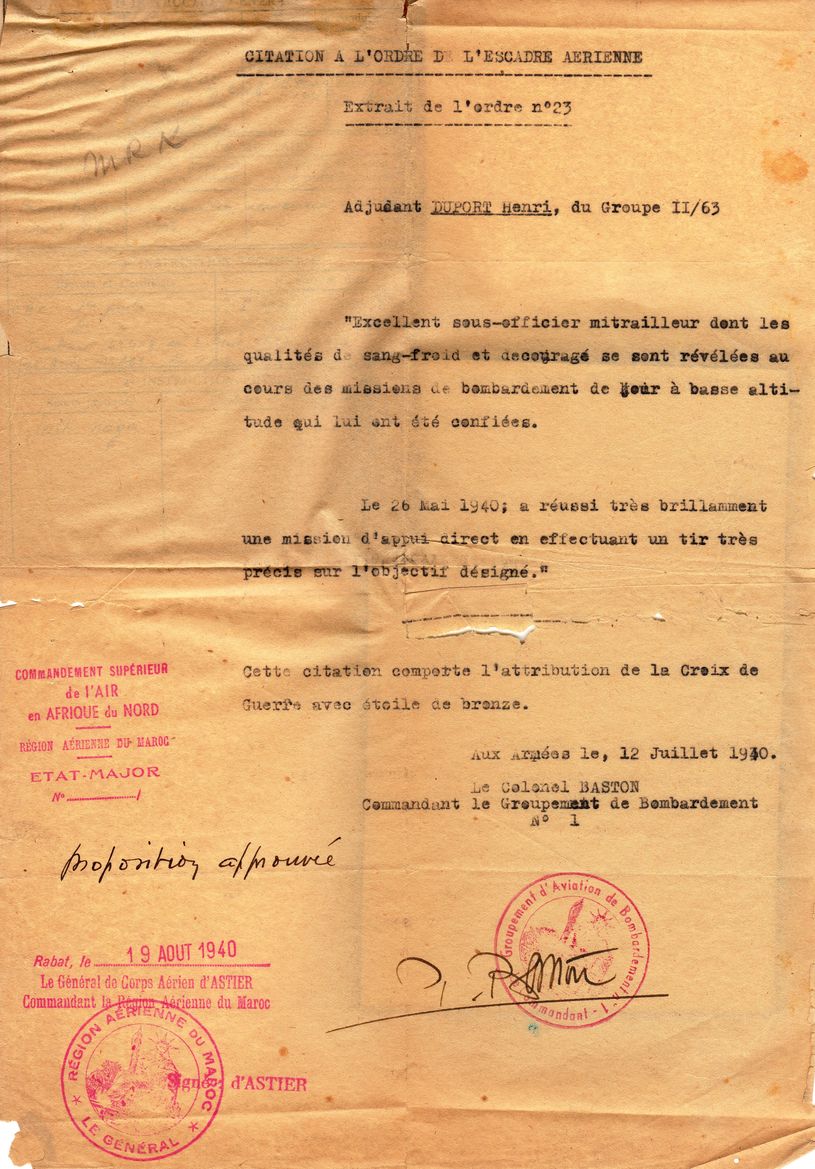 CITATION A L'ORDRE DE L'ESCADRE AERIENNE
Extrait de l'ordre n°23
MRK
Adjudant DUPORT Henri, du Groupe II/63
"Excellent sous-officier mitrailleur dont les
qualités de sang-froid et decouragé se sont révélées au
cours des missions de bombardement de jour à basse alti-
tude qui lui ont été confiées.
Le 26 Mai 1940; a réussi très brillamment
une mission d'appui direct en effectuant un tir très
précis sur l'objectif désigné."
Cette citation comporte l'attribution de la Croix de
Guerre avec étoile de bronze.
Aux Armées le, 12 Juillet 1940.
Le Colonel BASTON
Commandant le Groupement de Bombardement
N° 1
COMMANDEMENT SUPÉRIEUR
de l'AIR
en AFRIQUE du NORD
RÉGION AÉRIENNE DU MAROC
ETAT-MAJOR
N° /
proposition approuvée
Rabat, le 19 AOUT 1940
Le Général de Corps Aérien d'ASTIER
Commandant la Région Aérienne du Maroc
RÉGION AÉRIENNE DU MAROC
LE GÉNÉRAL
Signé d'ASTIER
Groupement d'Aviation de Bombardement n°1
Commandant - 1